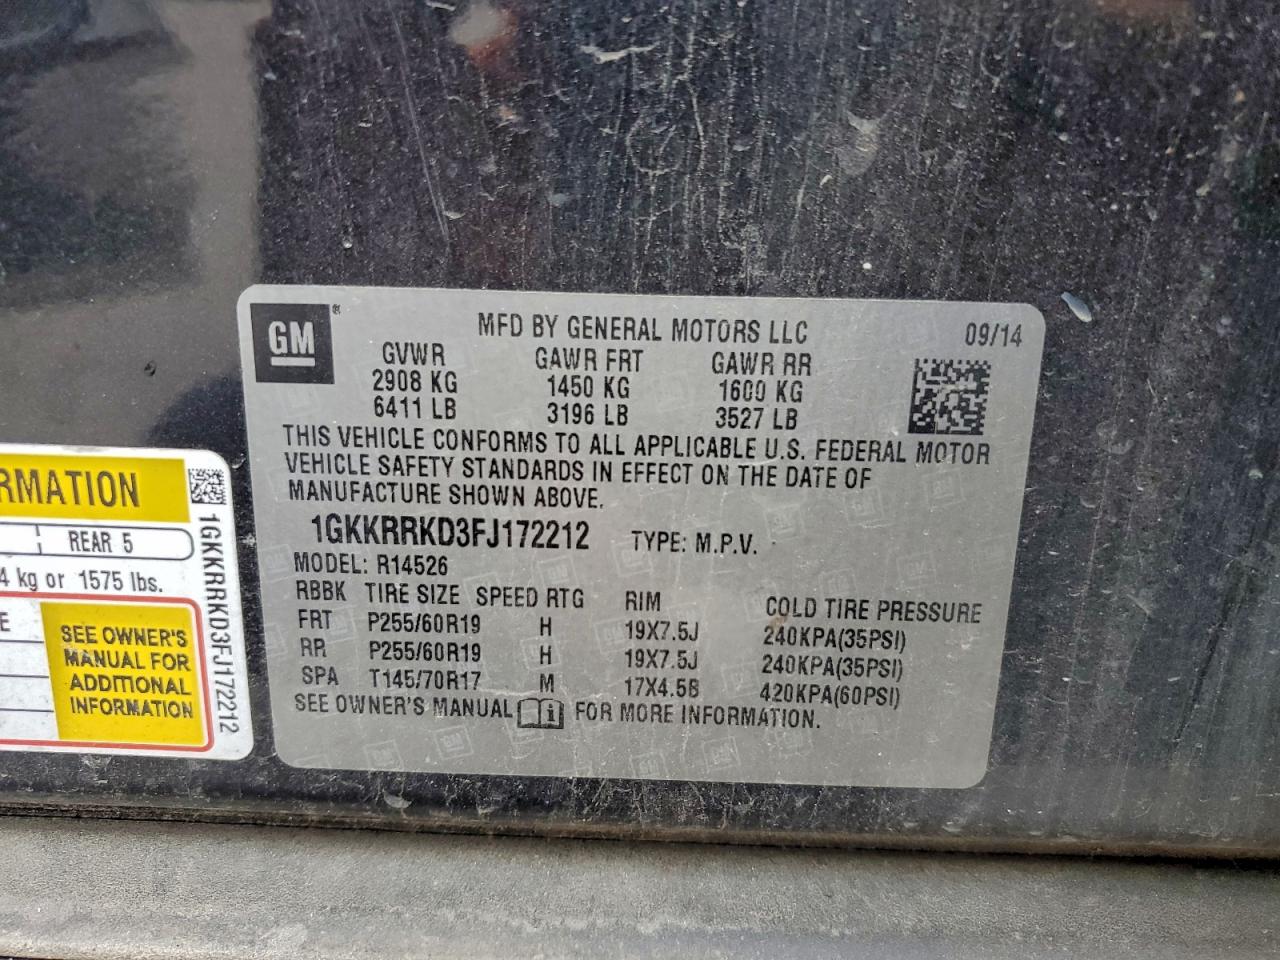 GM ®
MFD BY GENERAL MOTORS LLC 09/14
GVWR GAWR FRT GAWR RR
2908 KG 1450 KG 1600 KG
6411 LB 3196 LB 3527 LB
THIS VEHICLE CONFORMS TO ALL APPLICABLE U.S. FEDERAL MOTOR
VEHICLE SAFETY STANDARDS IN EFFECT ON THE DATE OF
MANUFACTURE SHOWN ABOVE.
1GKKRRKD3FJ172212 TYPE: M.P.V.
MODEL: R14526
RBBK TIRE SIZE SPEED RTG RIM COLD TIRE PRESSURE
FRT P255/60R19 H 19X7.5J 240KPA(35PSI)
RR P255/60R19 H 19X7.5J 240KPA(35PSI)
SPA T145/70R17 M 17X4.5B 420KPA(60PSI)
SEE OWNER'S MANUAL i FOR MORE INFORMATION.
RMATION
REAR 5
4 kg or 1575 lbs.
E
SEE OWNER'S
MANUAL FOR
ADDITIONAL
INFORMATION
1GKKRRKD3FJ172212